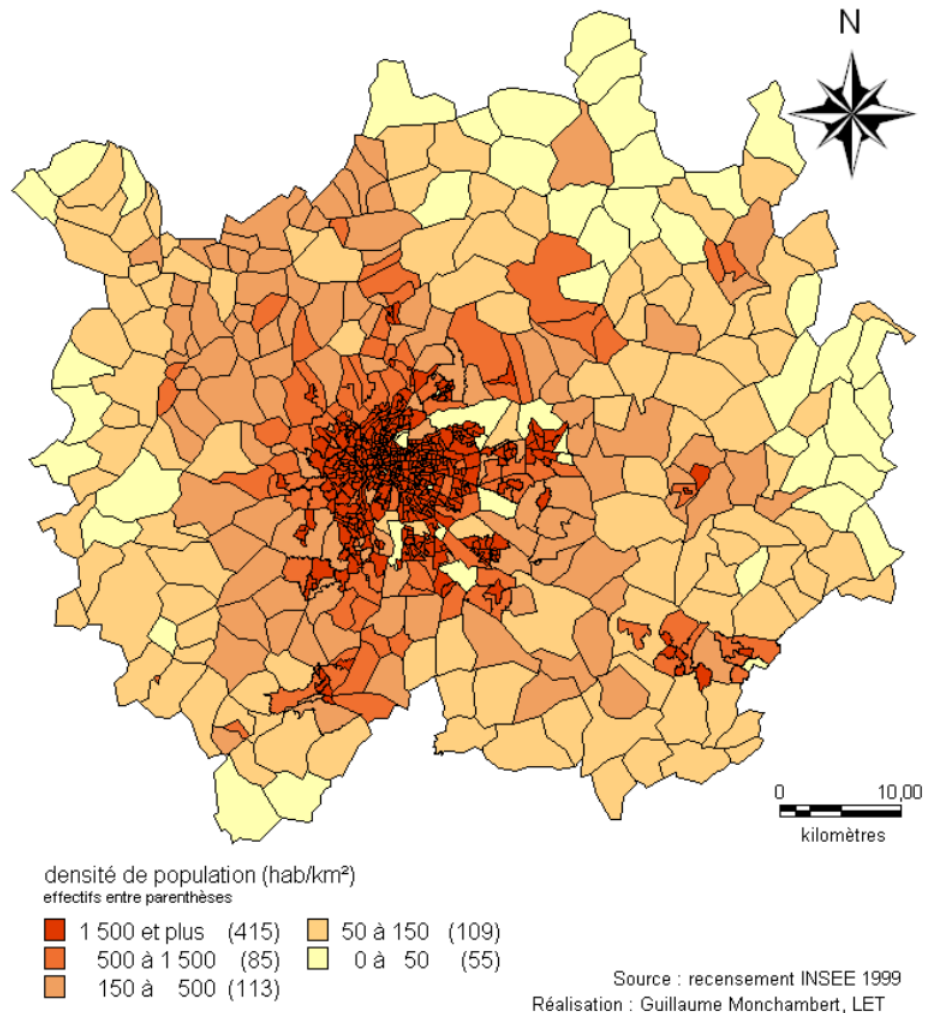 N
0 10,00
kilomètres
densité de population (hab/km²)
effectifs entre parenthèses
1 500 et plus (415) 50 à 150 (109)
500 à 1 500 (85) 0 à 50 (55)
150 à 500 (113)
Source : recensement INSEE 1999
Réalisation : Guillaume Monchambert, LET